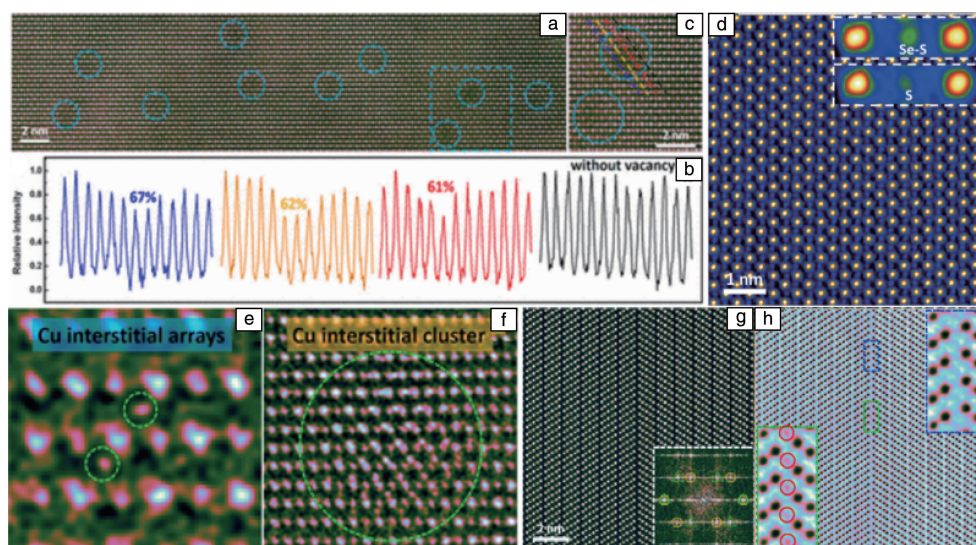 a
2 nm
c
2 nm
d
Se-S
S
1 nm
Relative intensity
1.0
0.8
0.6
0.4
0.2
0.0
67%
62%
61%
without vacancy
b
Cu interstitial arrays
e
Cu interstitial cluster
f
g
2 nm
h